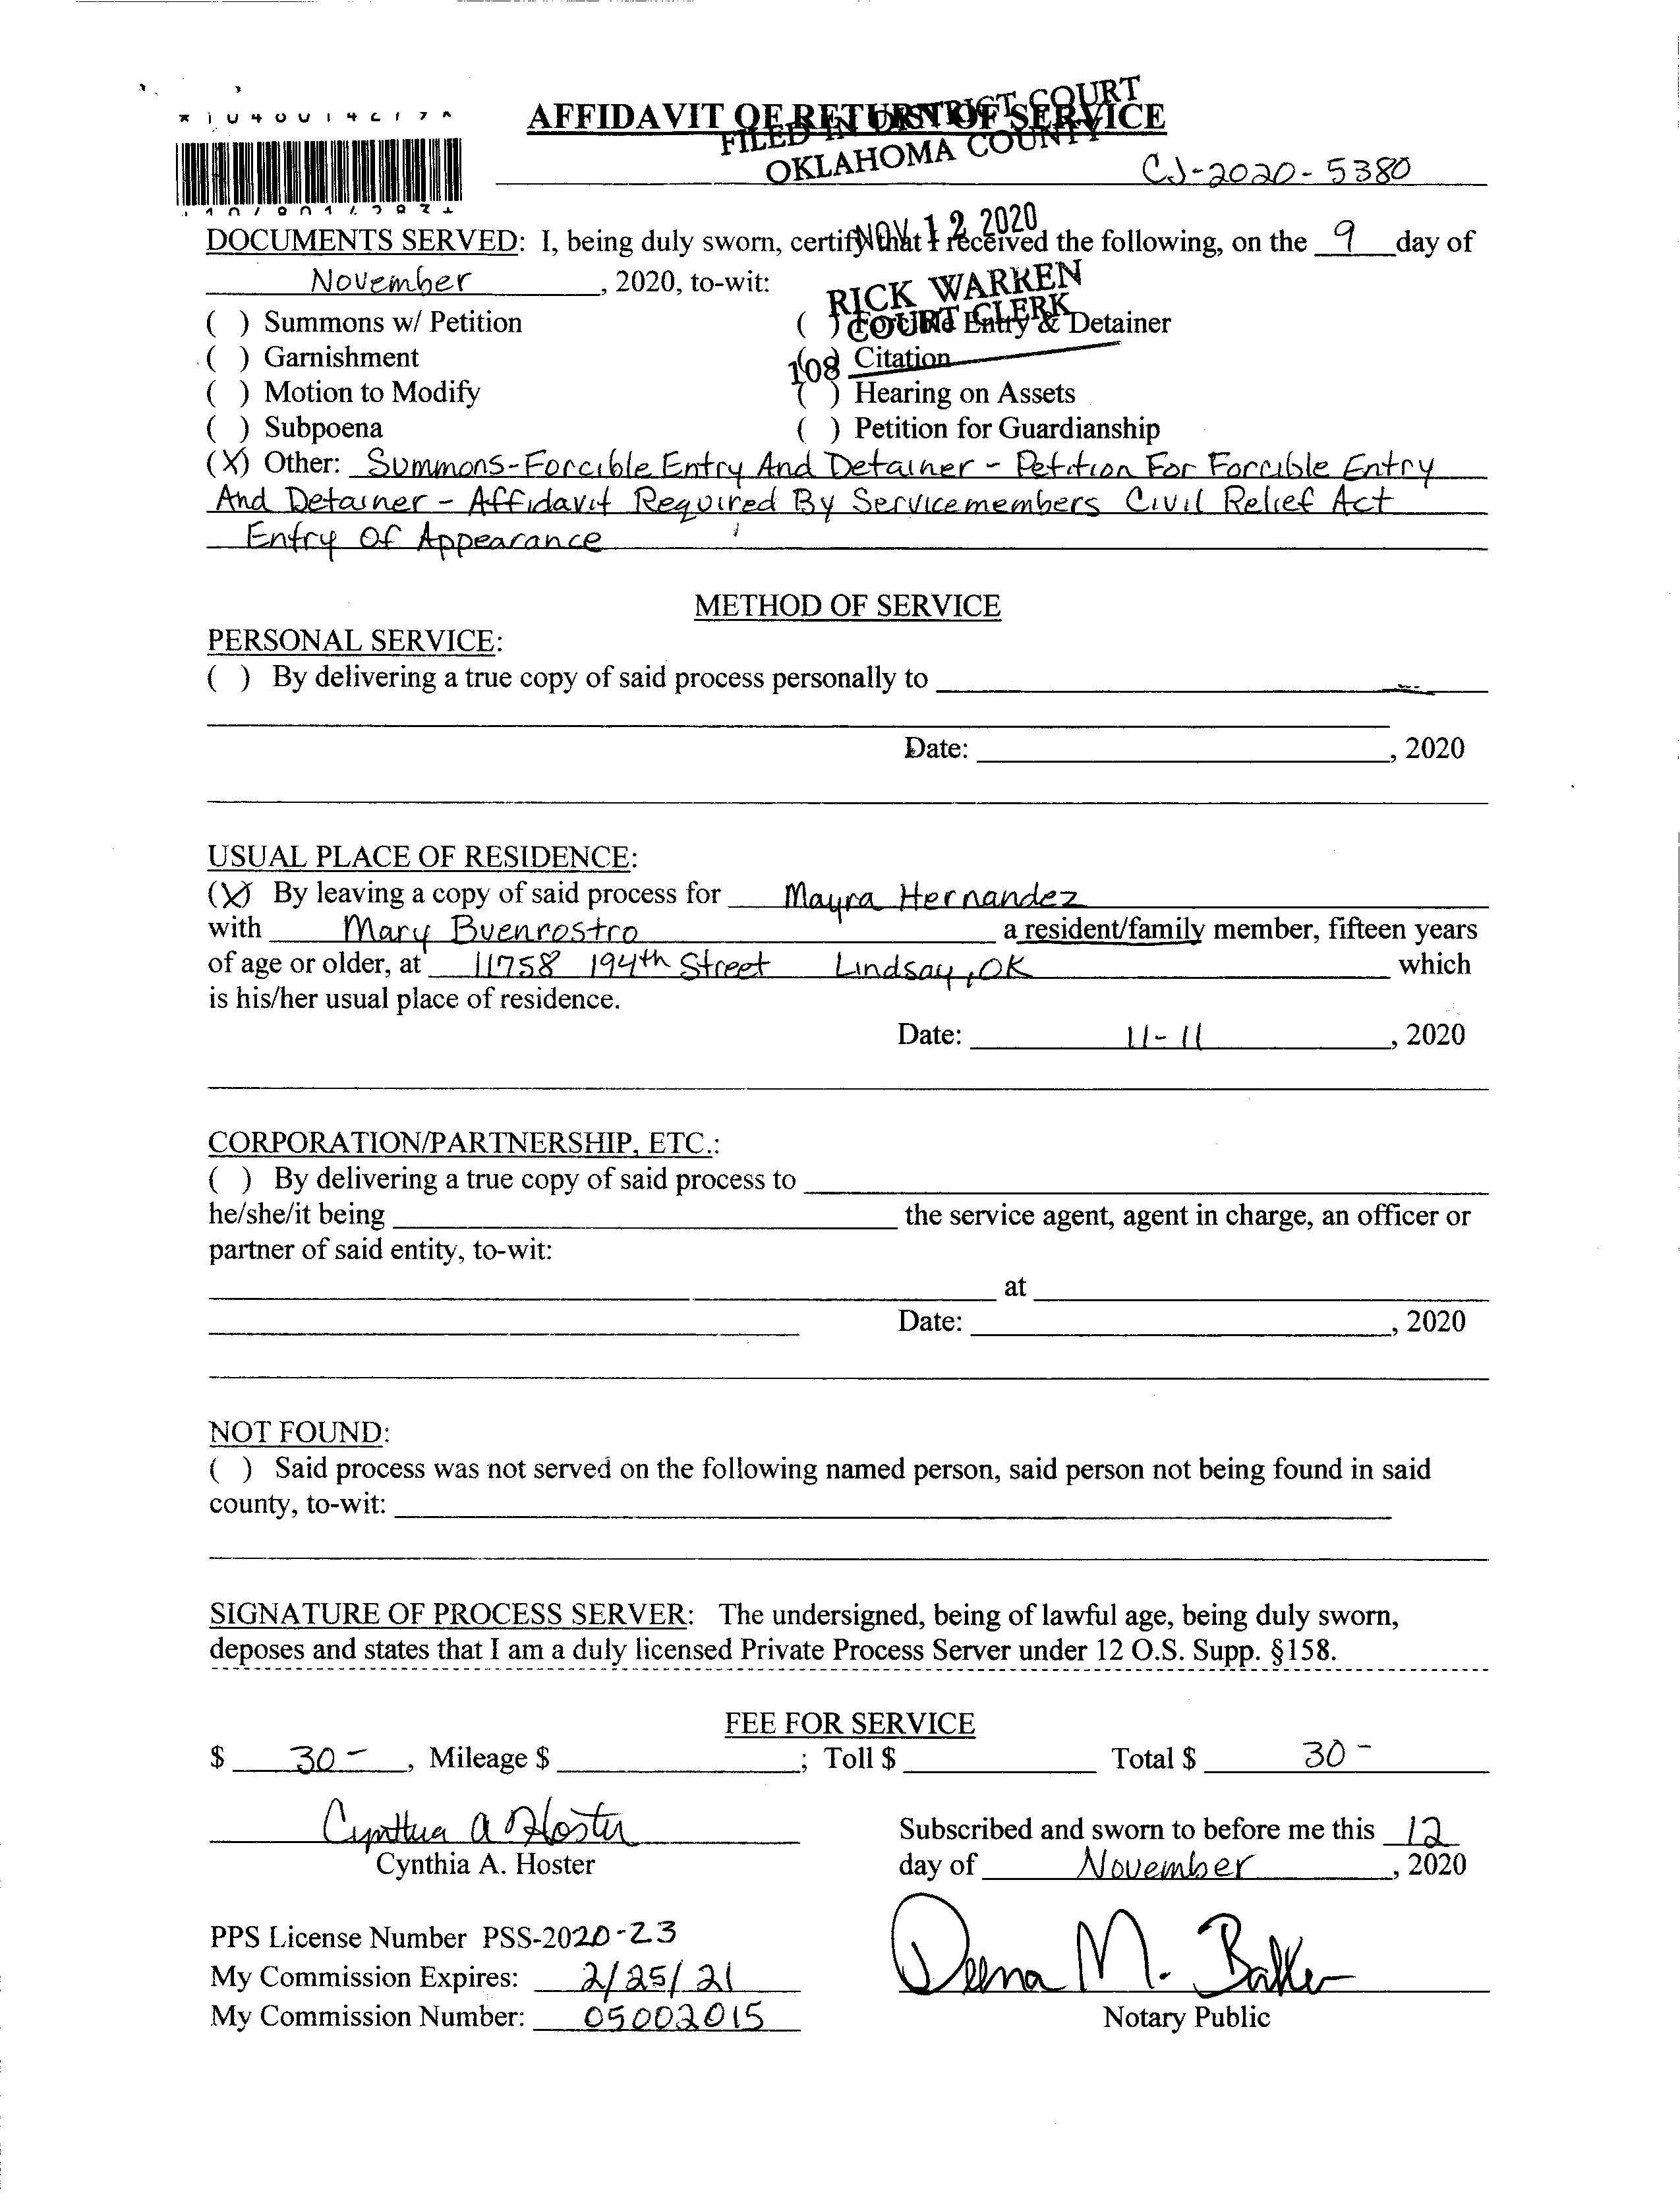 AFFIDAVIT OF RETURN OF SERVICE
FILED IN DISTRICT COURT
OKLAHOMA COUNTY
CJ-2020-5380
NOV 12 2020
DOCUMENTS SERVED: I, being duly sworn, certify that I received the following, on the 9 day of
November, 2020, to-wit:
RICK WARREN
COURT CLERK
108
( ) Summons w/ Petition ( ) Forcible Entry & Detainer
( ) Garnishment ( ) Citation
( ) Motion to Modify ( ) Hearing on Assets
( ) Subpoena ( ) Petition for Guardianship
(X) Other: Summons-Forcible Entry And Detainer - Petition For Forcible Entry
And Detainer - Affidavit Required By Servicemembers Civil Relief Act
Entry Of Appearance
METHOD OF SERVICE
PERSONAL SERVICE:
( ) By delivering a true copy of said process personally to
Date: , 2020
USUAL PLACE OF RESIDENCE:
(X) By leaving a copy of said process for Mayra Hernandez
with Mary Buenrostro a resident/family member, fifteen years
of age or older, at 11758 194th Street Lindsay, OK which
is his/her usual place of residence.
Date: 11-11, 2020
CORPORATION/PARTNERSHIP, ETC.:
( ) By delivering a true copy of said process to
he/she/it being the service agent, agent in charge, an officer or
partner of said entity, to-wit:
at
Date: , 2020
NOT FOUND:
( ) Said process was not served on the following named person, said person not being found in said
county, to-wit:
SIGNATURE OF PROCESS SERVER: The undersigned, being of lawful age, being duly sworn,
deposes and states that I am a duly licensed Private Process Server under 12 O.S. Supp. §158.
FEE FOR SERVICE
$ 30-, Mileage $ ; Toll $ Total $ 30-
Cynthia A Hoster Subscribed and sworn to before me this 12
Cynthia A. Hoster day of November, 2020
PPS License Number PSS-2020-23 Deena M. Baller
My Commission Expires: 2/25/21
My Commission Number: 05002015 Notary Public